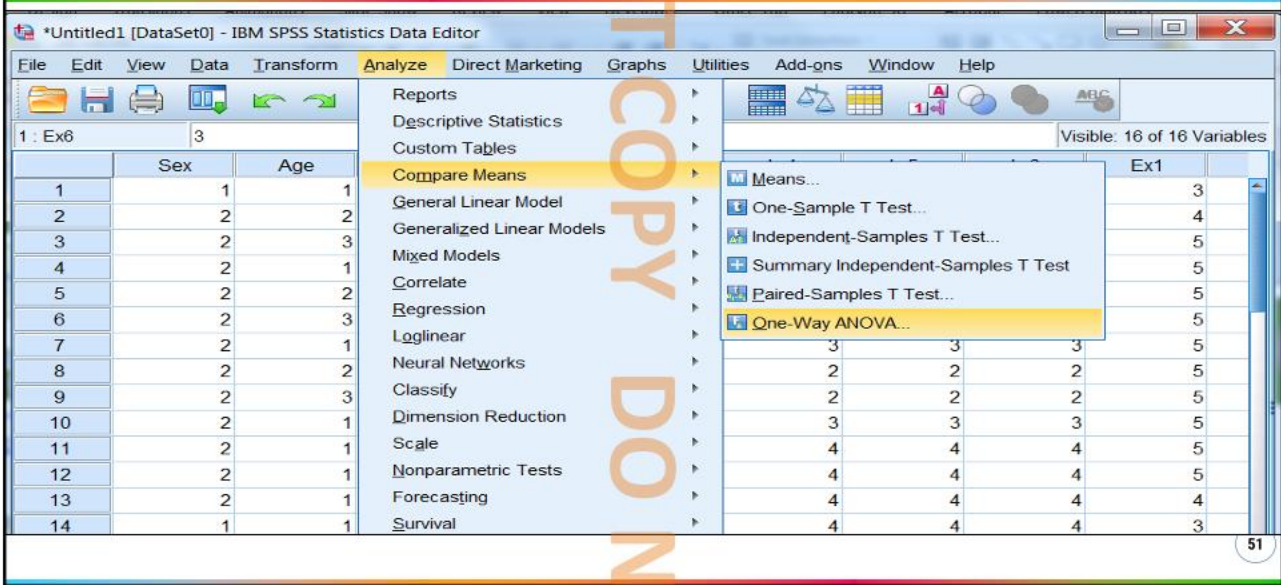 *Untitled1 [DataSet0] - IBM SPSS Statistics Data Editor
File Edit View Data Transform Analyze Direct Marketing Graphs Utilities Add-ons Window Help
1 : Ex6 3 Visible: 16 of 16 Variables
Reports
Descriptive Statistics
Custom Tables
Compare Means
General Linear Model
Generalized Linear Models
Mixed Models
Correlate
Regression
Loglinear
Neural Networks
Classify
Dimension Reduction
Scale
Nonparametric Tests
Forecasting
Survival
Means...
One-Sample T Test...
Independent-Samples T Test...
Summary Independent-Samples T Test
Paired-Samples T Test...
One-Way ANOVA...
Sex Age Ex1
1 1 1 3
2 2 2 4
3 2 3 5
4 2 1 5
5 2 2 5
6 2 3 5
7 2 1 3 3 3 5
8 2 2 2 2 2 5
9 2 3 2 2 2 5
10 2 1 3 3 3 5
11 2 1 4 4 4 5
12 2 1 4 4 4 5
13 2 1 4 4 4 4
14 1 1 4 4 4 3
51
T COPY DO N